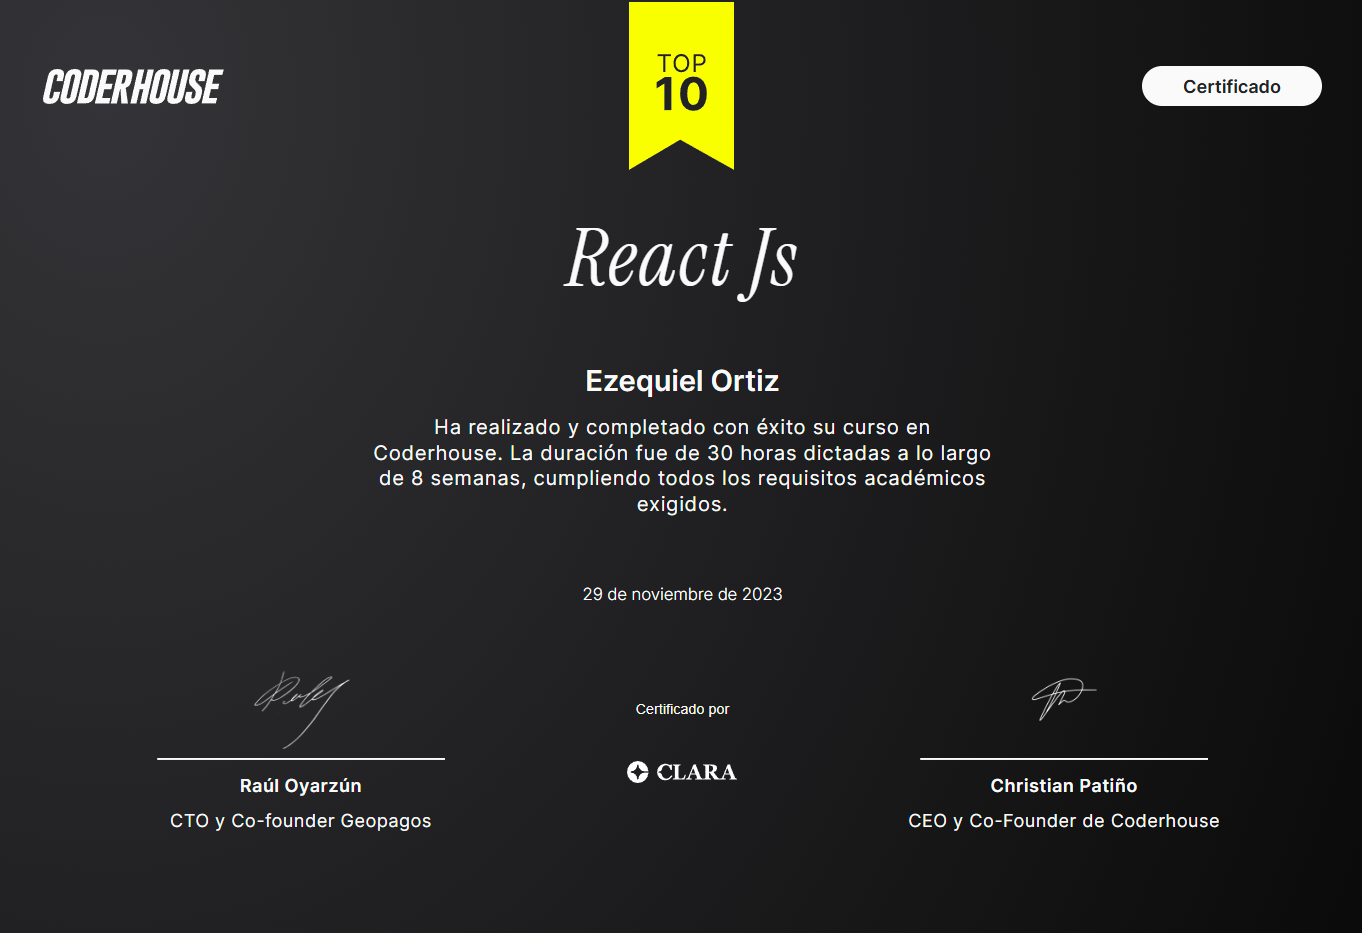 CODERHOUSE
TOP
10
Certificado
React Js
Ezequiel Ortiz
Ha realizado y completado con éxito su curso en
Coderhouse. La duración fue de 30 horas dictadas a lo largo
de 8 semanas, cumpliendo todos los requisitos académicos
exigidos.
29 de noviembre de 2023
Raúl Oyarzún
CTO y Co-founder Geopagos
Certificado por
CLARA
Christian Patiño
CEO y Co-Founder de Coderhouse